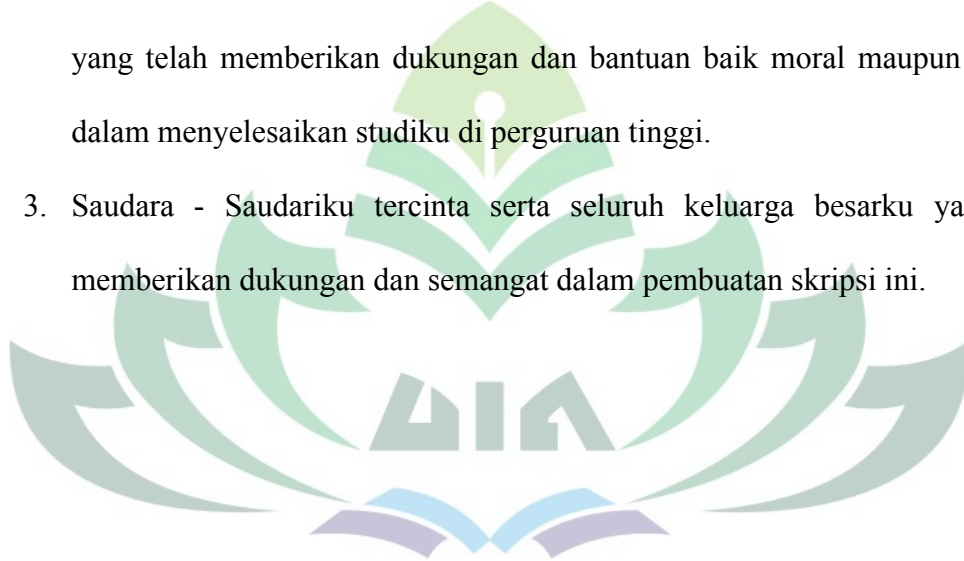 yang telah memberikan dukungan dan bantuan baik moral maupun
dalam menyelesaikan studiku di perguruan tinggi.
3. Saudara - Saudariku tercinta serta seluruh keluarga besarku ya
memberikan dukungan dan semangat dalam pembuatan skripsi ini.
UIN